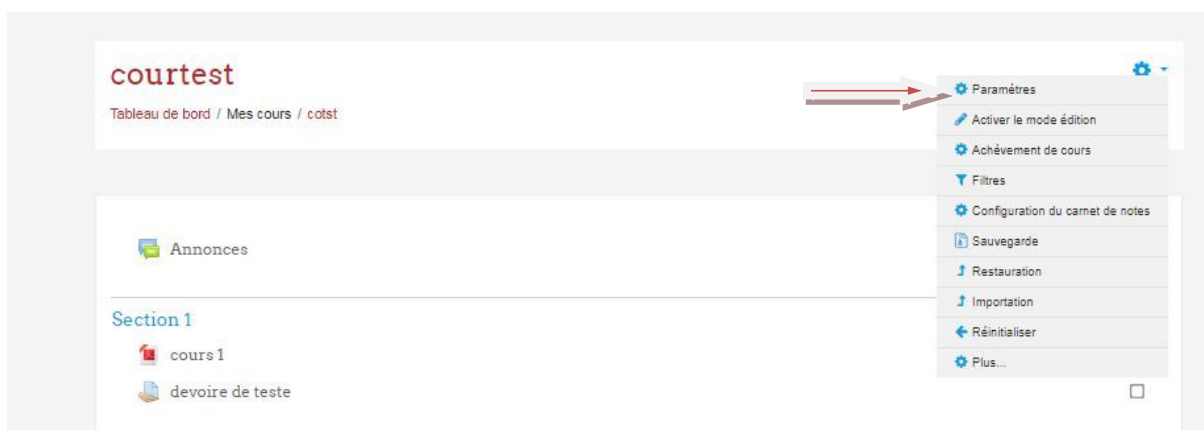 courtest
Tableau de bord / Mes cours / cotst
Paramètres
Activer le mode édition
Achèvement de cours
Filtres
Configuration du carnet de notes
Sauvegarde
Restauration
Importation
Réinitialiser
Plus...
Annonces
Section 1
cours 1
devoire de teste